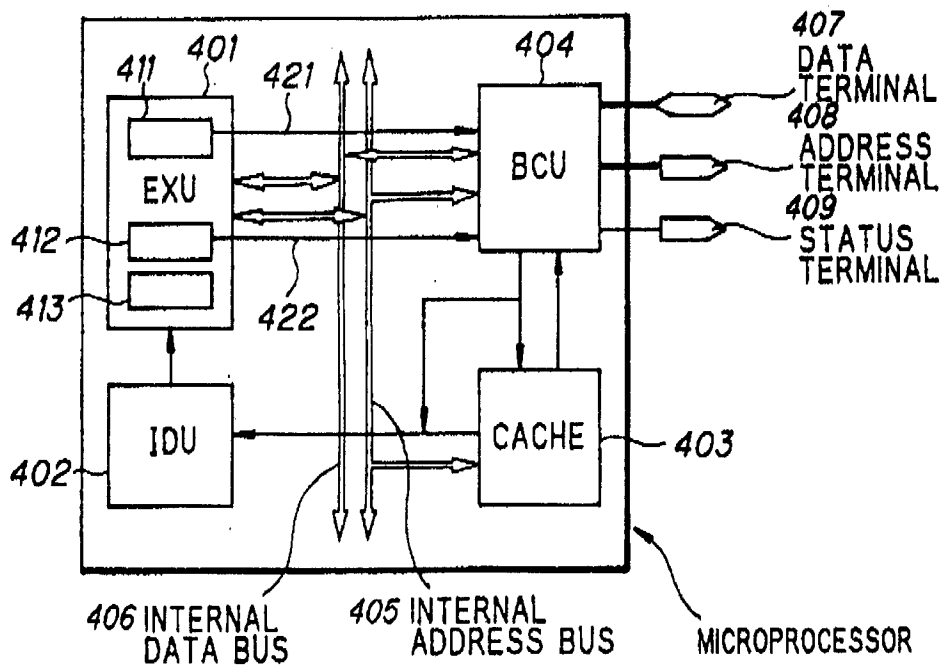 401
411
421
404
407
DATA
TERMINAL
408
ADDRESS
TERMINAL
409
STATUS
TERMINAL
EXU
BCU
412
413
422
IDU
CACHE
402
403
406 INTERNAL
DATA BUS
405 INTERNAL
ADDRESS BUS
MICROPROCESSOR